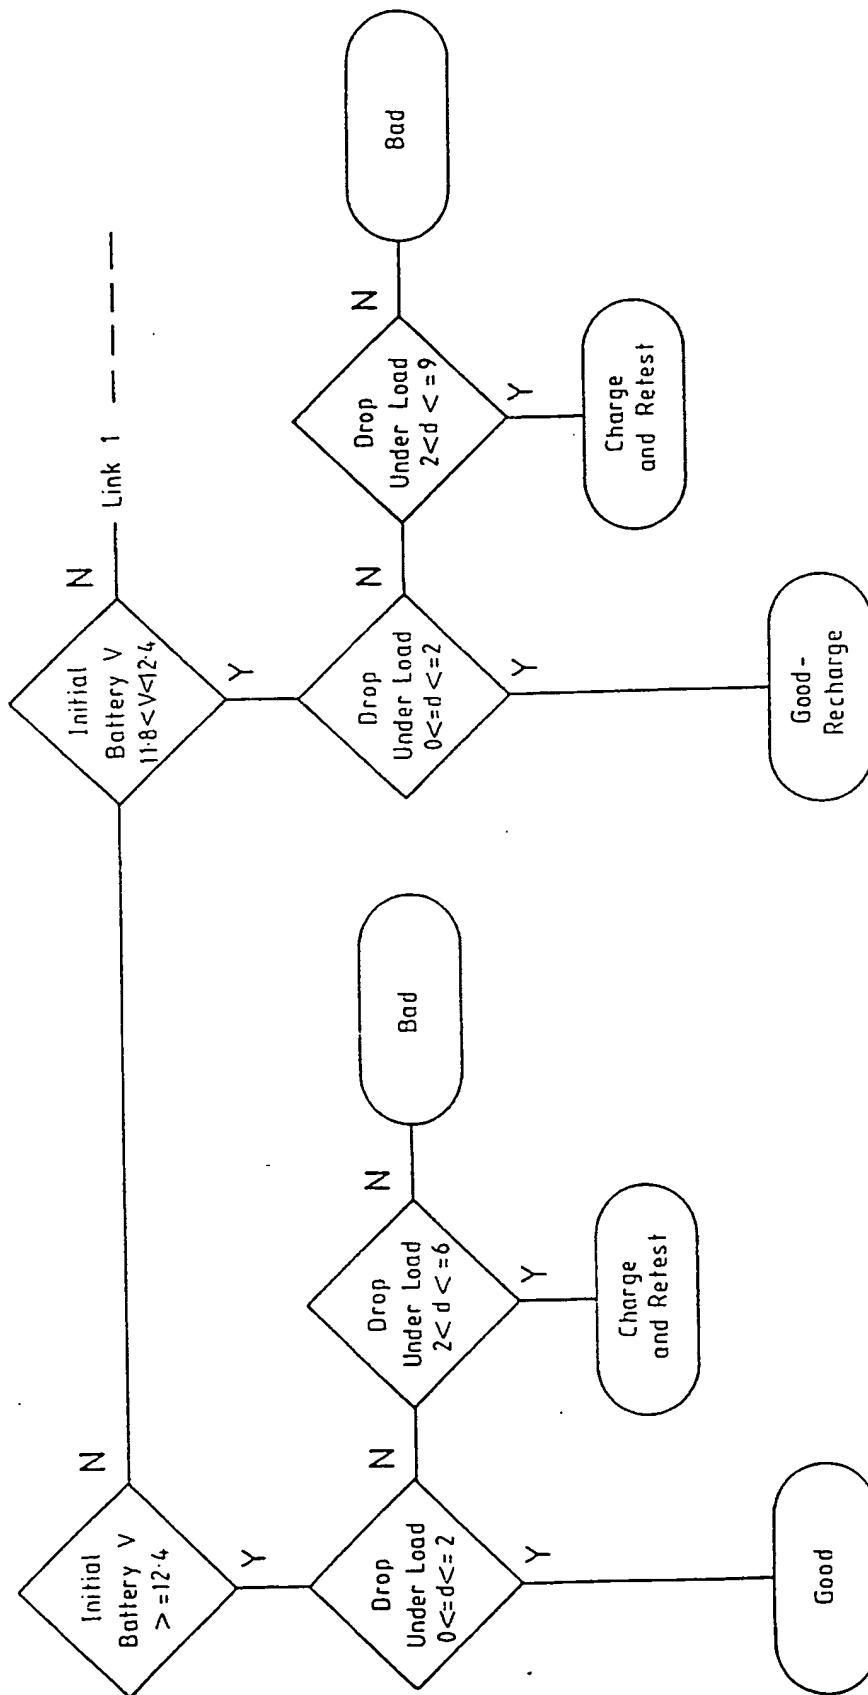 Initial
Battery V
> =12·4
N
Y
Drop
Under Load
0<=d<=2
N
Y
Good
Drop
Under Load
2< d < =6
N
Y
Charge
and Retest
Bad
Initial
Battery V
11·8<V<12·4
N
Link 1
Y
Drop
Under Load
0<=d <=2
N
Y
Good-
Recharge
Drop
Under Load
2<d < =9
N
Y
Charge
and Retest
Bad